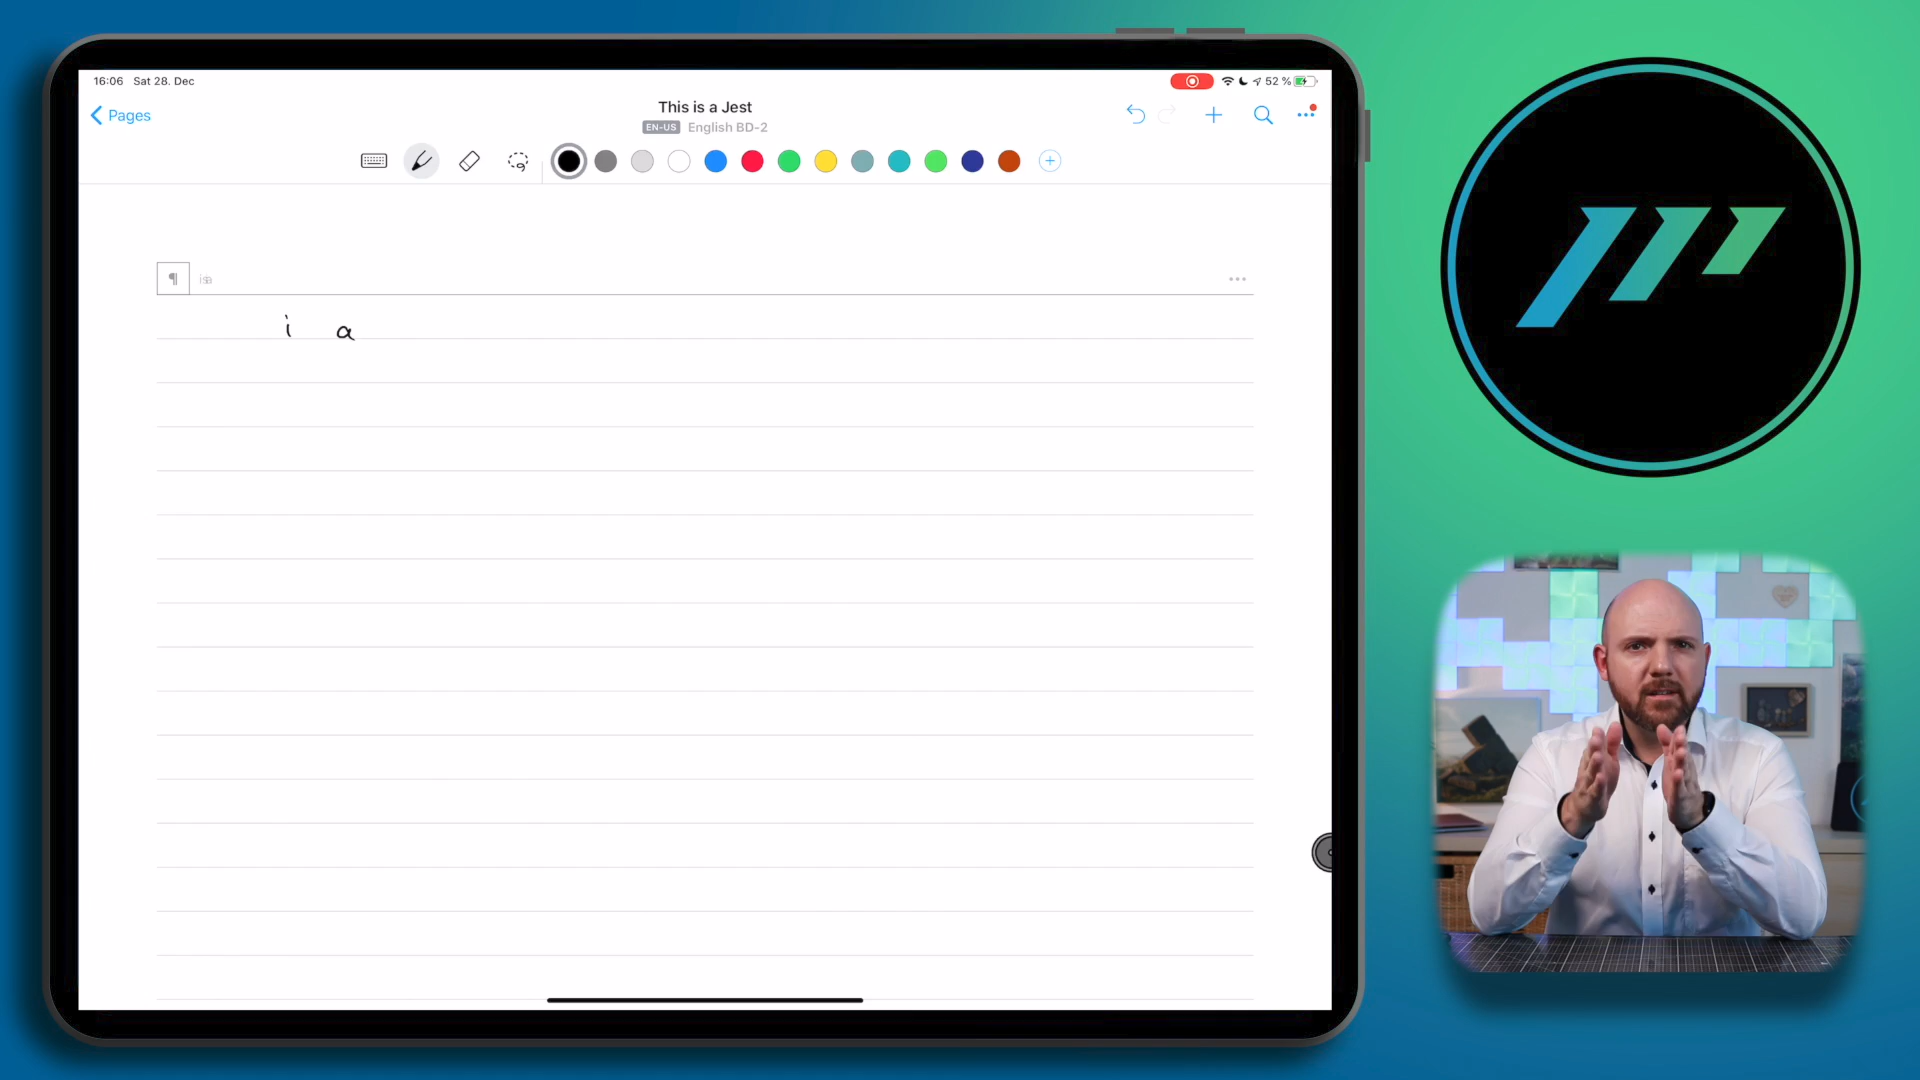 16:06 Sat 28. Dec
52 %
Pages
This is a Jest
EN-US English BD-2
¶
i a